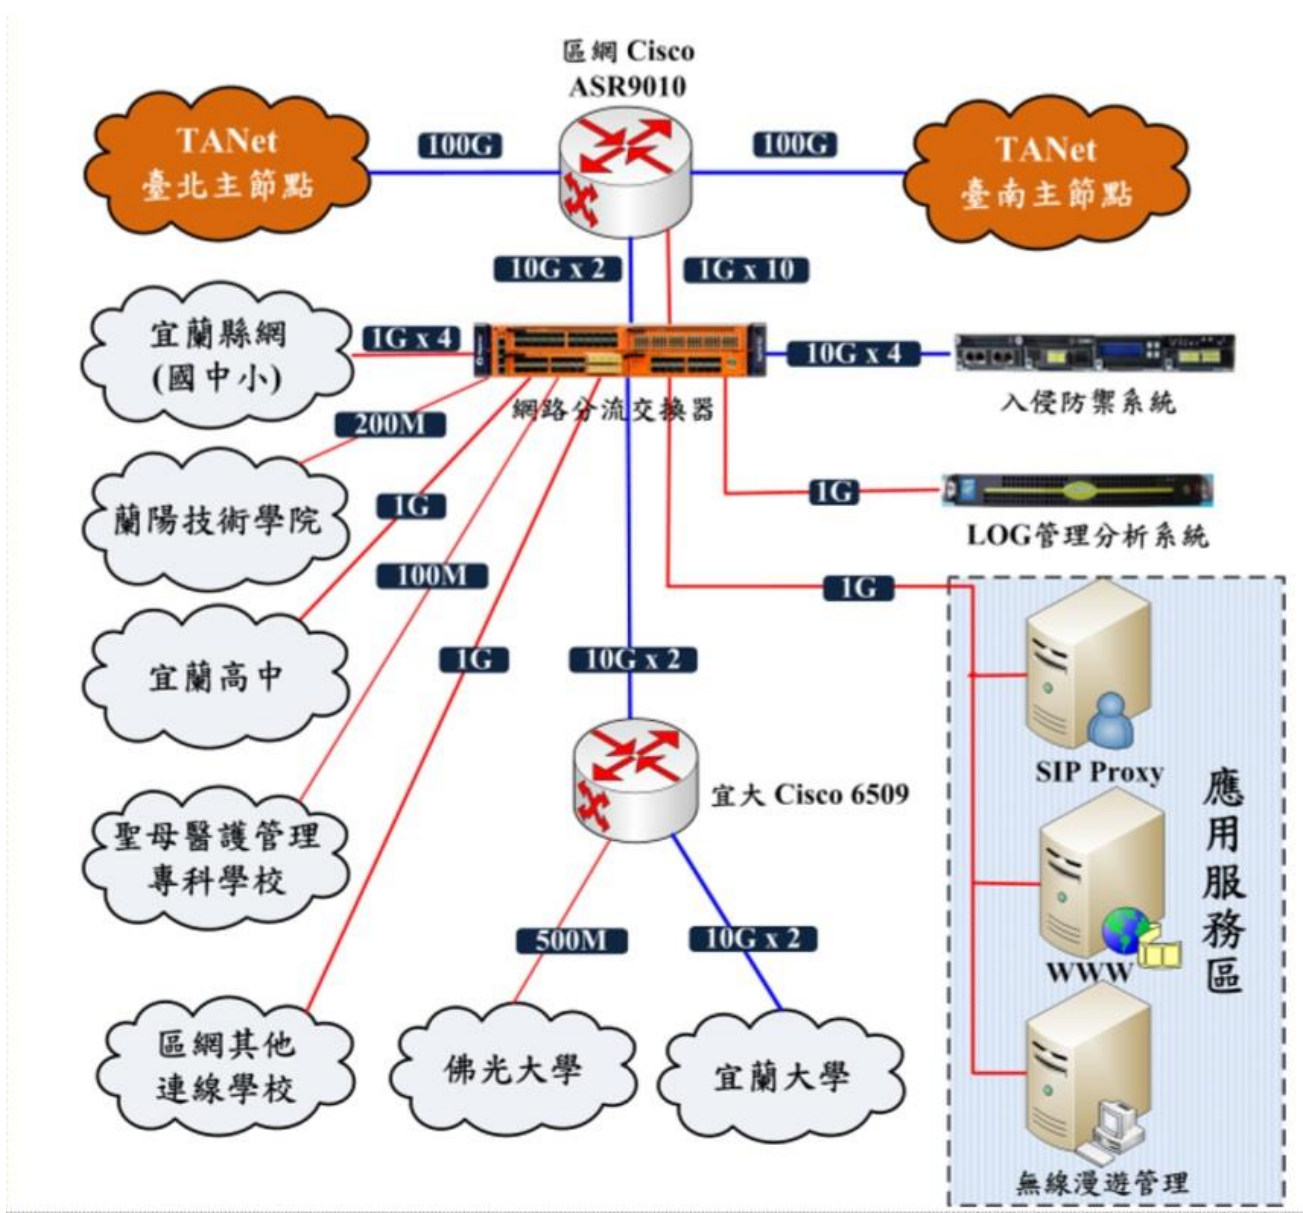 區網 Cisco
ASR9010
TANet
臺北主節點
100G
100G
TANet
臺南主節點
10G x 2
1G x 10
宜蘭縣網
(國中小)
1G x 4
10G x 4
入侵防禦系統
網路分流交換器
200M
蘭陽技術學院
1G
1G
LOG管理分析系統
100M
1G
宜蘭高中
1G
10G x 2
SIP Proxy
宜大 Cisco 6509
應用服務區
聖母醫護管理
專科學校
500M
10G x 2
WWW
區網其他
連線學校
佛光大學
宜蘭大學
無線漫遊管理